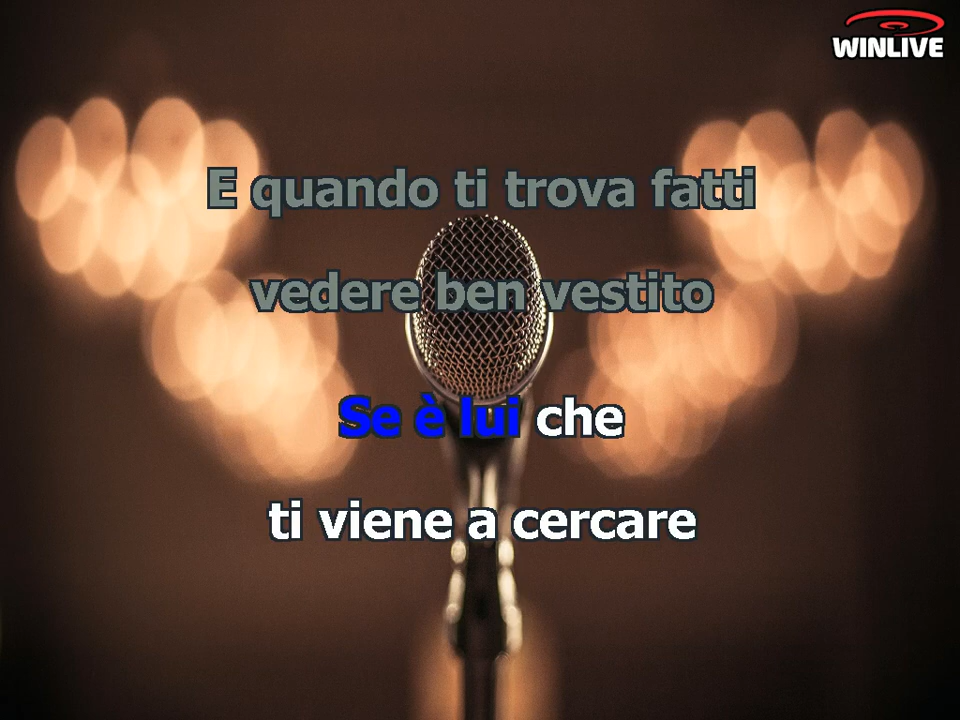 WINLIVE
E quando ti trova fatti
vedere ben vestito
Se è lui che
ti viene a cercare